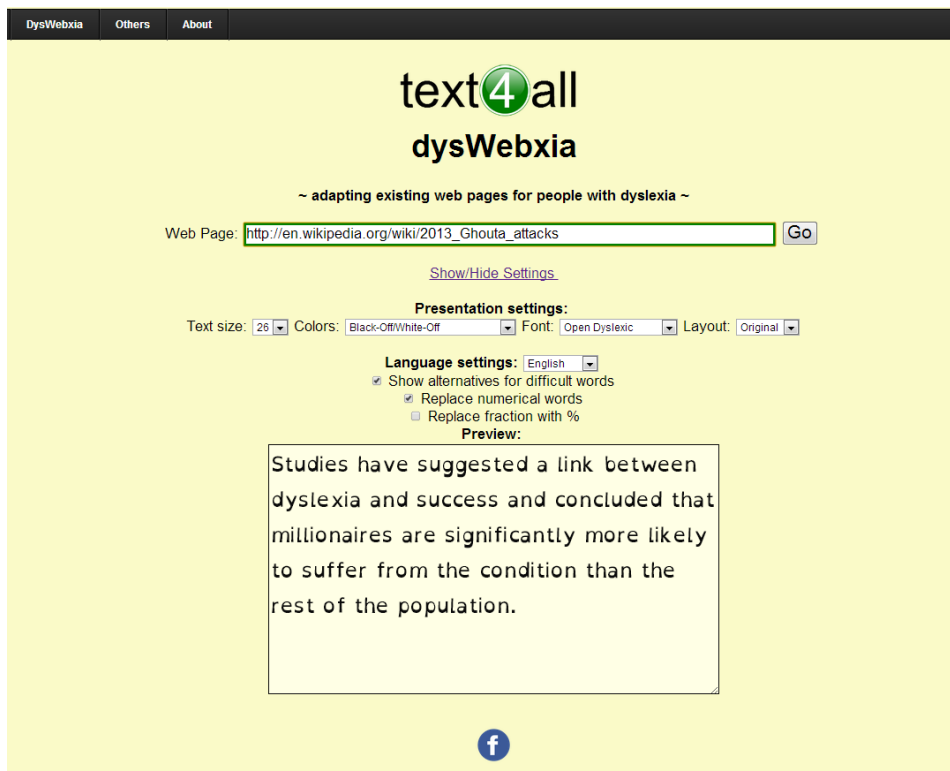 DysWebxia Others About
text4all
dysWebxia
~ adapting existing web pages for people with dyslexia ~
Web Page: http://en.wikipedia.org/wiki/2013_Ghouta_attacks Go
Show/Hide Settings
Presentation settings:
Text size: 26 Colors: Black-Off/White-Off Font: Open Dyslexic Layout: Original
Language settings: English
Show alternatives for difficult words
Replace numerical words
Replace fraction with %
Preview:
Studies have suggested a link between
dyslexia and success and concluded that
millionaires are significantly more likely
to suffer from the condition than the
rest of the population.
f